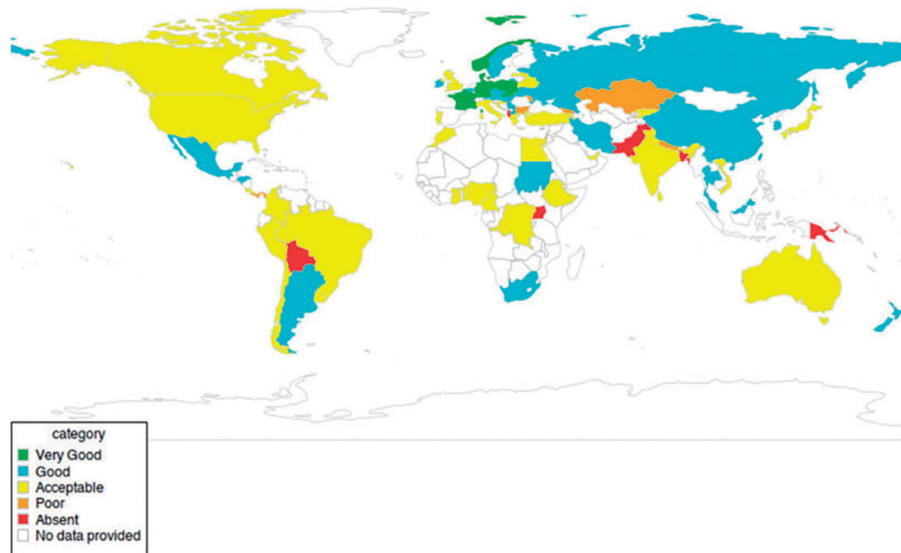 category
Very Good
Good
Acceptable
Poor
Absent
No data provided